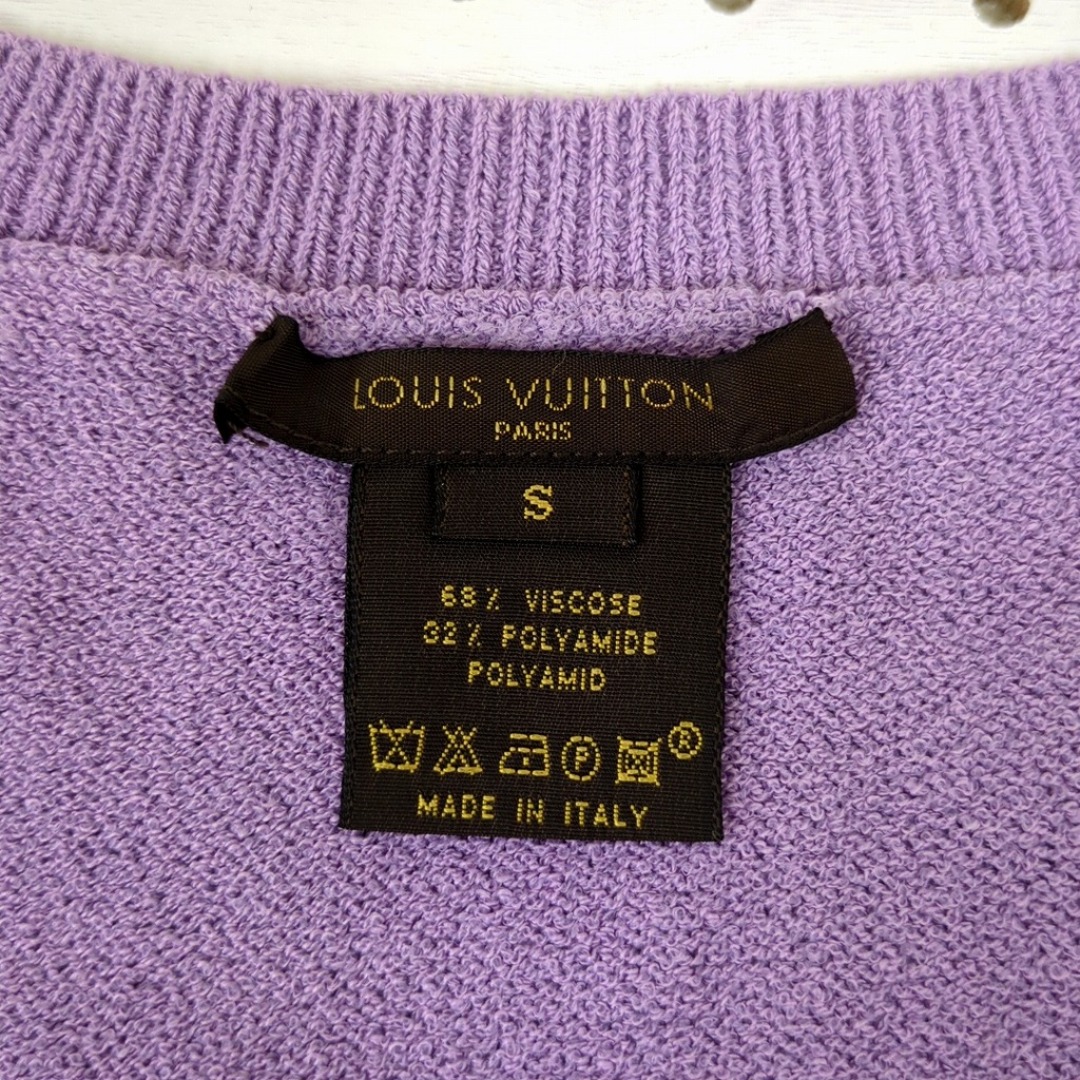 LOUIS VUITTON
PARIS
S
68% VISCOSE
32% POLYAMIDE
POLYAMID
P ®
MADE IN ITALY